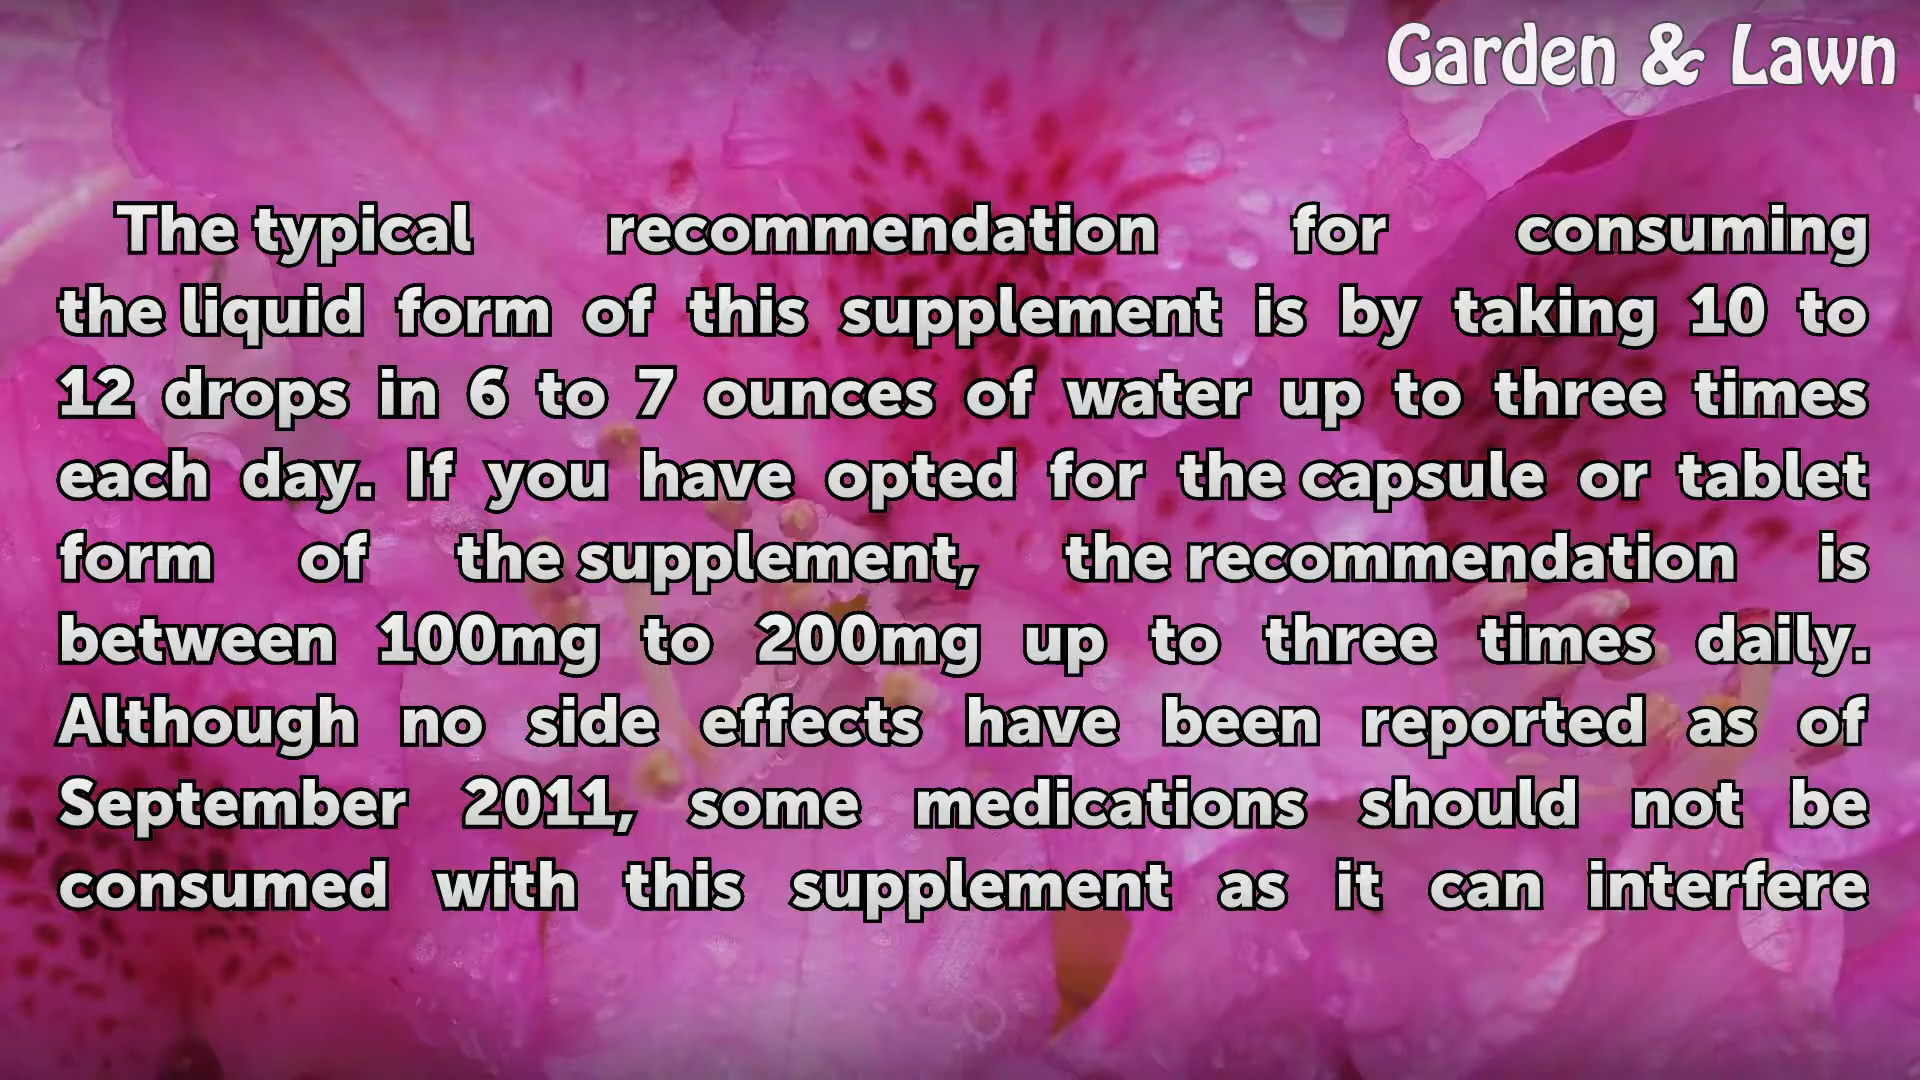 Garden & Lawn
The typical recommendation for consuming
the liquid form of this supplement is by taking 10 to
12 drops in 6 to 7 ounces of water up to three times
each day. If you have opted for the capsule or tablet
form of the supplement, the recommendation is
between 100mg to 200mg up to three times daily.
Although no side effects have been reported as of
September 2011, some medications should not be
consumed with this supplement as it can interfere